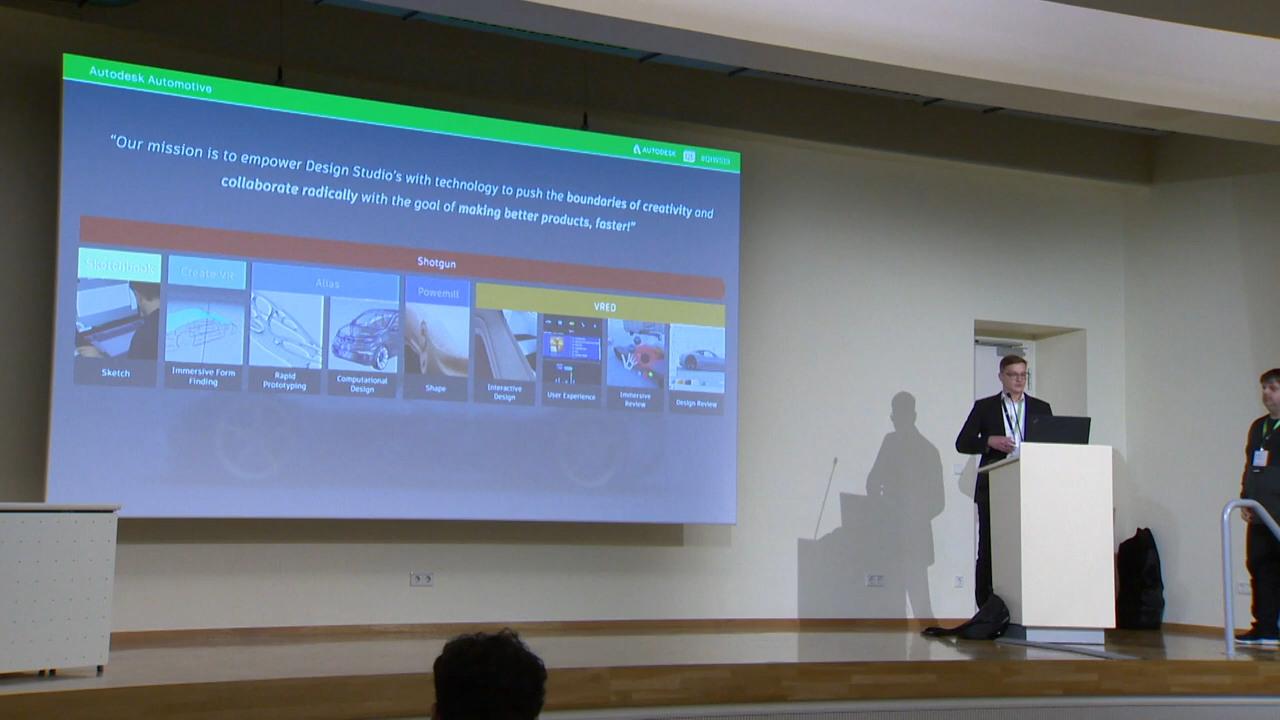 Autodesk Automotive
AUTODESK #QtWS19
"Our mission is to empower Design Studio's with technology to push the boundaries of creativity and
collaborate radically with the goal of making better products, faster!"
Shotgun
Sketchbook
Create VR
Alias
Powemill
VRED
Sketch
Immersive Form
Finding
Rapid
Prototyping
Computational
Design
Shape
Interactive
Design
User Experience
Immersive
Review
Design Review